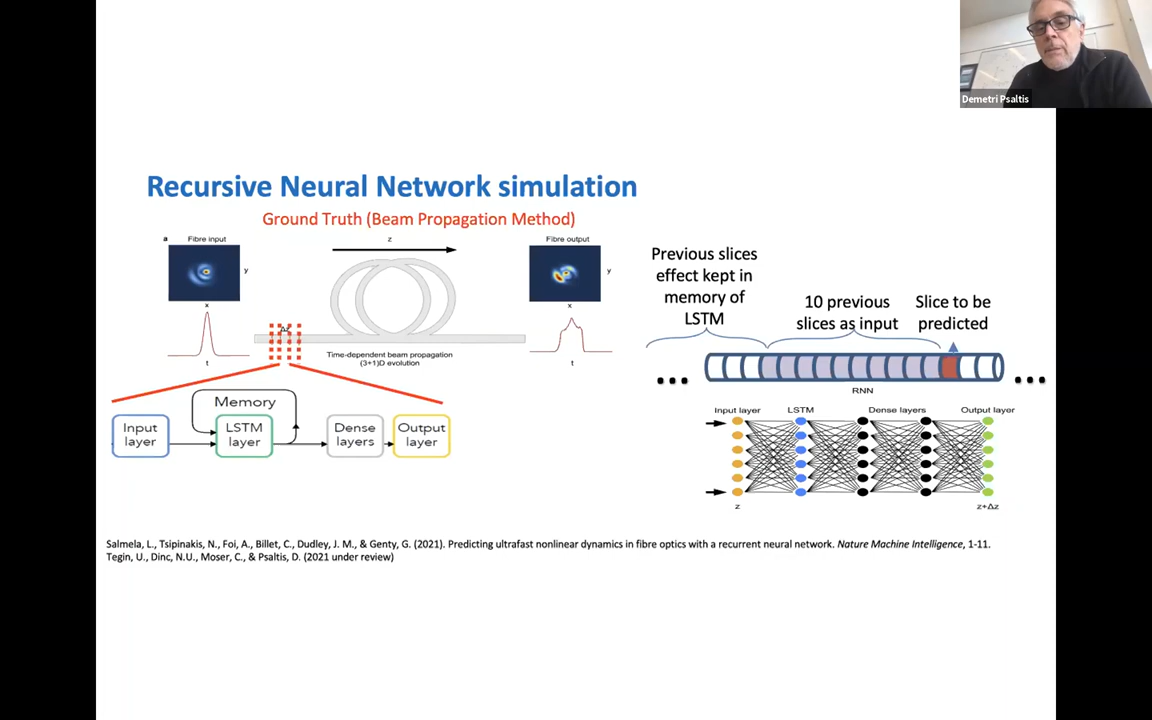 Demetri Psaltis
Recursive Neural Network simulation
Ground Truth (Beam Propagation Method)
a
Fibre input
z
Fibre output
y
x
t
y
x
t
Δz
Time-dependent beam propagation
(3+1)D evolution
Memory
Input
layer
LSTM
layer
Dense
layers
Output
layer
Previous slices
effect kept in
memory of
LSTM
10 previous
slices as input
Slice to be
predicted
RNN
Input layer
LSTM
Dense layers
Output layer
z
z+Δz
Salmela, L., Tsipinakis, N., Foi, A., Billet, C., Dudley, J. M., & Genty, G. (2021). Predicting ultrafast nonlinear dynamics in fibre optics with a recurrent neural network. Nature Machine Intelligence, 1-11.
Tegin, U., Dinc, N.U., Moser, C., & Psaltis, D. (2021 under review)